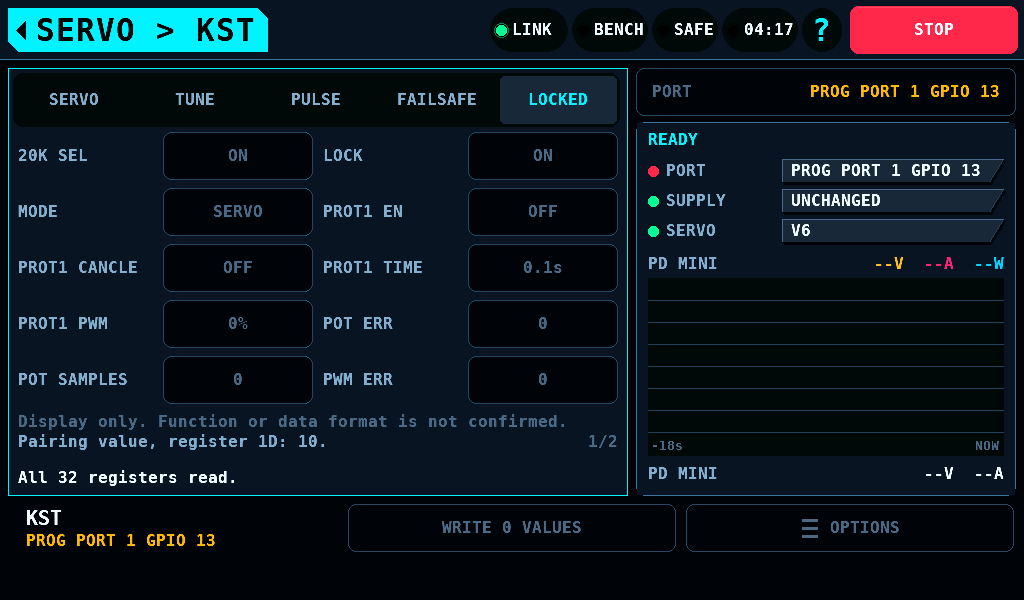 SERVO > KST
LINK
BENCH
SAFE
04:17
?
STOP
SERVO TUNE PULSE FAILSAFE LOCKED
20K SEL ON LOCK ON
MODE SERVO PROT1 EN OFF
PROT1 CANCLE OFF PROT1 TIME 0.1s
PROT1 PWM 0% POT ERR 0
POT SAMPLES 0 PWM ERR 0
Display only. Function or data format is not confirmed.
Pairing value, register 1D: 10. 1/2
All 32 registers read.
PORT PROG PORT 1 GPIO 13
READY
PORT PROG PORT 1 GPIO 13
SUPPLY UNCHANGED
SERVO V6
PD MINI --V --A --W
-18s NOW
PD MINI --V --A
KST
PROG PORT 1 GPIO 13
WRITE 0 VALUES
OPTIONS